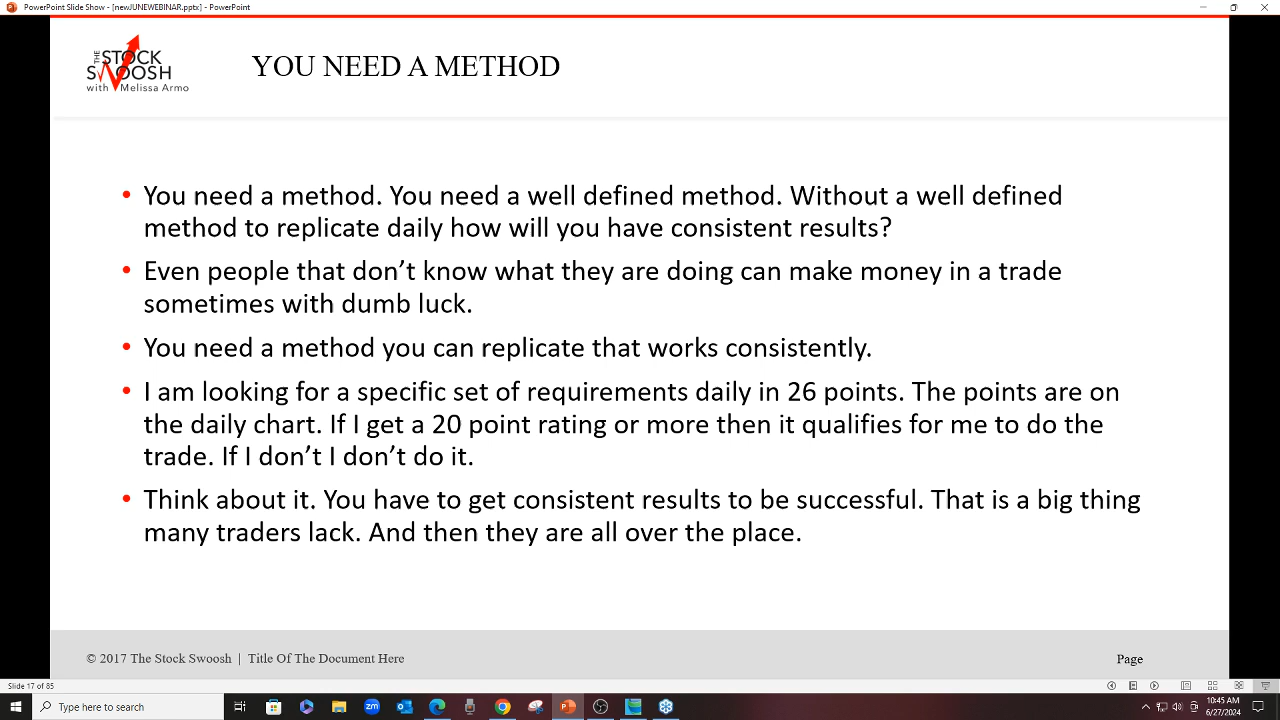 PowerPoint Slide Show - [newJUNEWEBINAR.pptx] - PowerPoint
THE
STOCK
SWOOSH
with Melissa Armo
YOU NEED A METHOD
• You need a method. You need a well defined method. Without a well defined
method to replicate daily how will you have consistent results?
• Even people that don’t know what they are doing can make money in a trade
sometimes with dumb luck.
• You need a method you can replicate that works consistently.
• I am looking for a specific set of requirements daily in 26 points. The points are on
the daily chart. If I get a 20 point rating or more then it qualifies for me to do the
trade. If I don’t I don’t do it.
• Think about it. You have to get consistent results to be successful. That is a big thing
many traders lack. And then they are all over the place.
© 2017 The Stock Swoosh | Title Of The Document Here
Page
Slide 17 of 85
Type here to search
zm
10:45 AM
6/27/2024